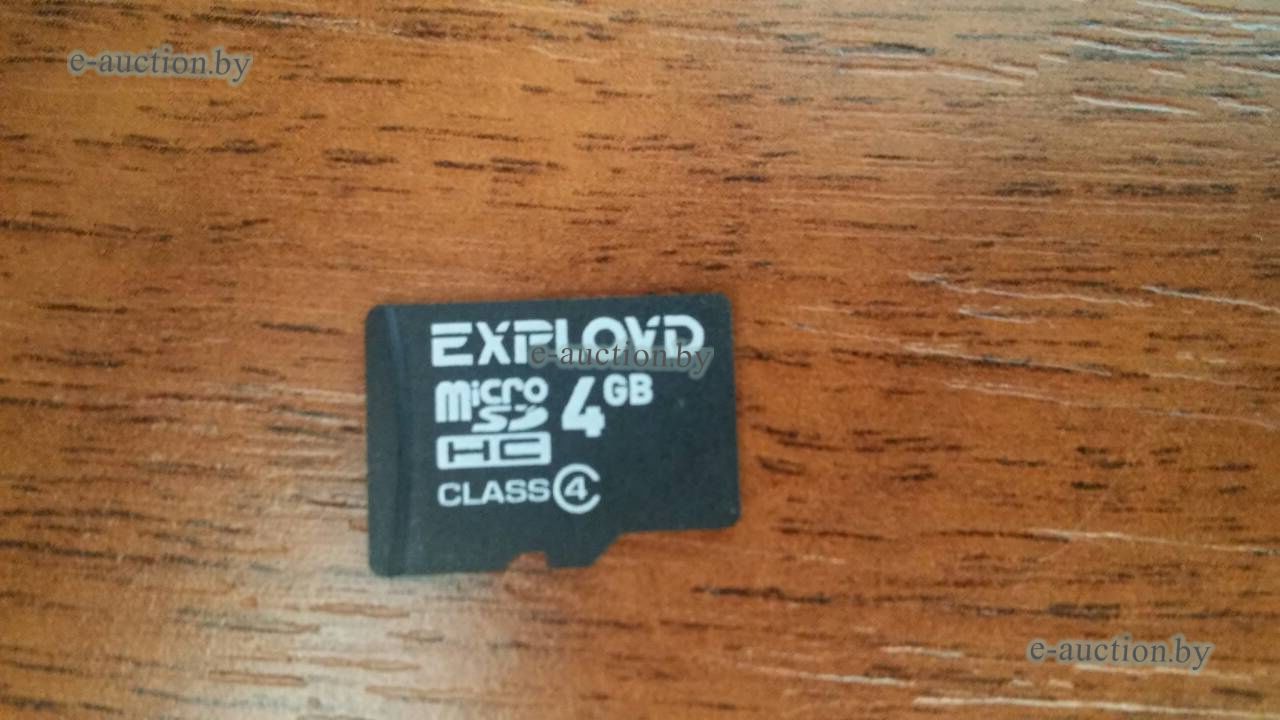 e-auction.by
EXPLOYD
e-auction.by
micro
SD
4GB
HC
CLASS 4
e-auction.by